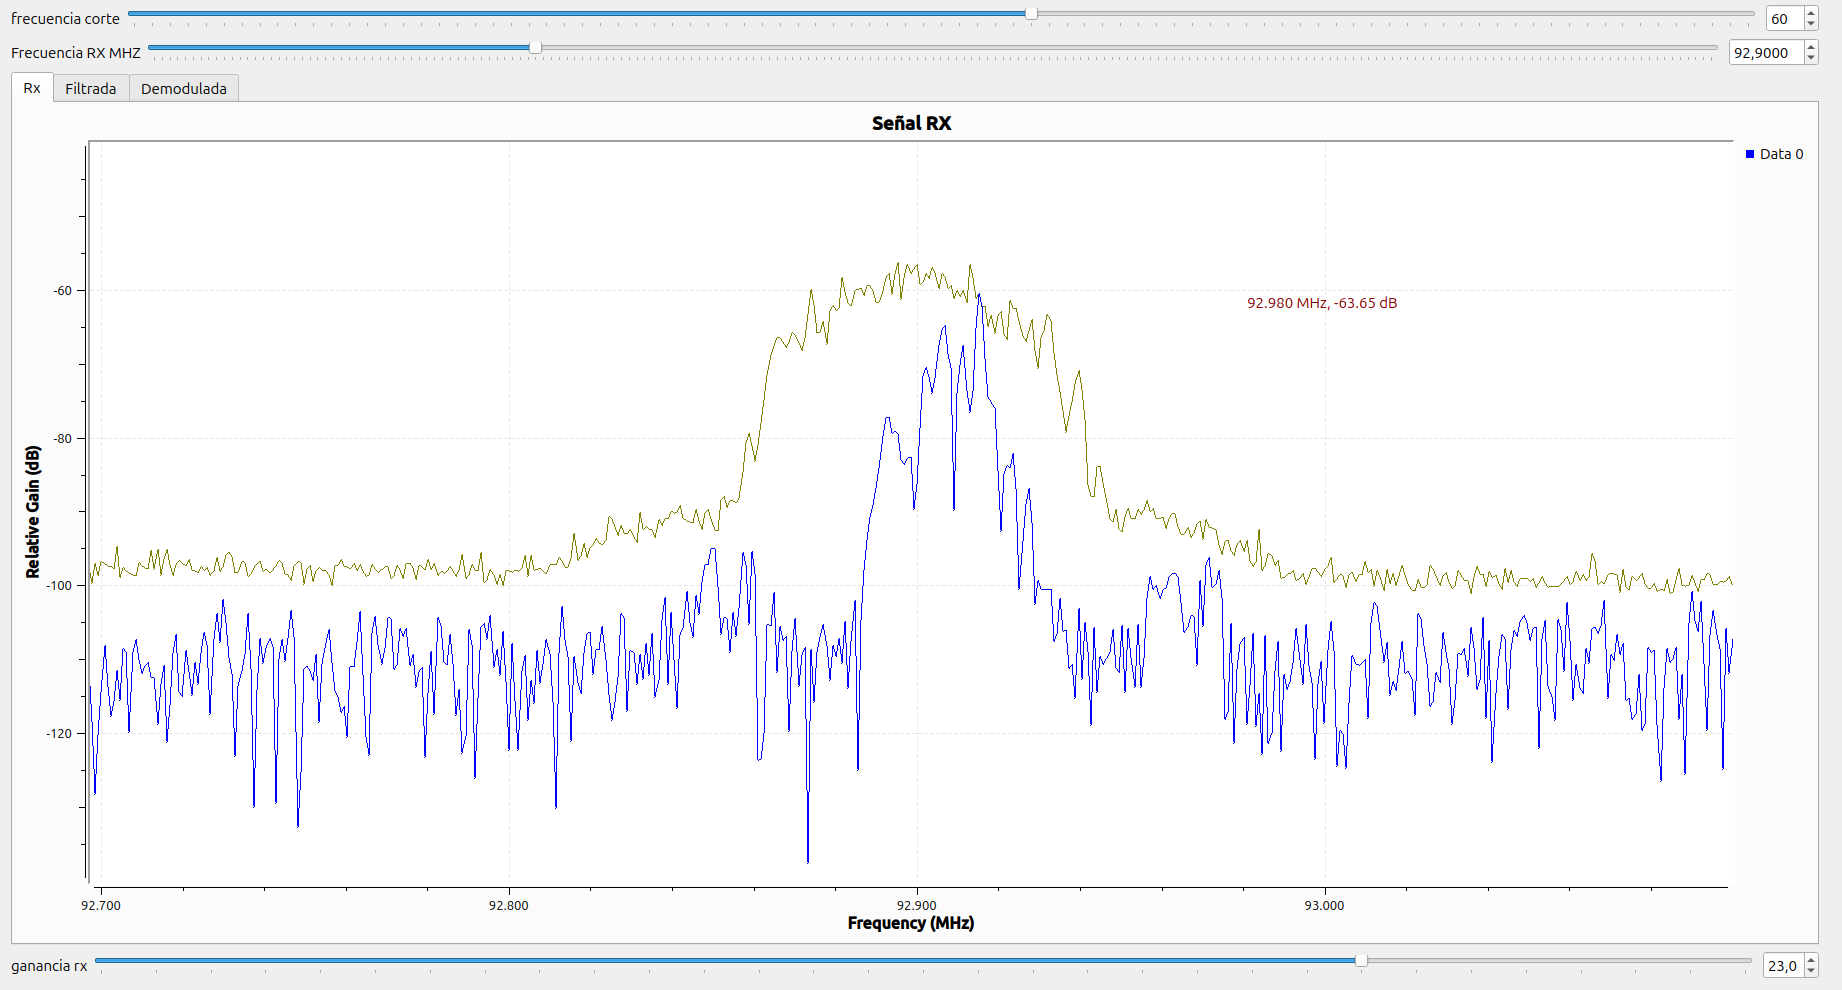 frecuencia corte 60
Frecuencia RX MHZ 92,9000
Rx Filtrada Demodulada
Señal RX
Data 0
-60
92.980 MHz, -63.65 dB
-80
Relative Gain (dB)
-100
-120
92.700 92.800 92.900 93.000
Frequency (MHz)
ganancia rx 23,0